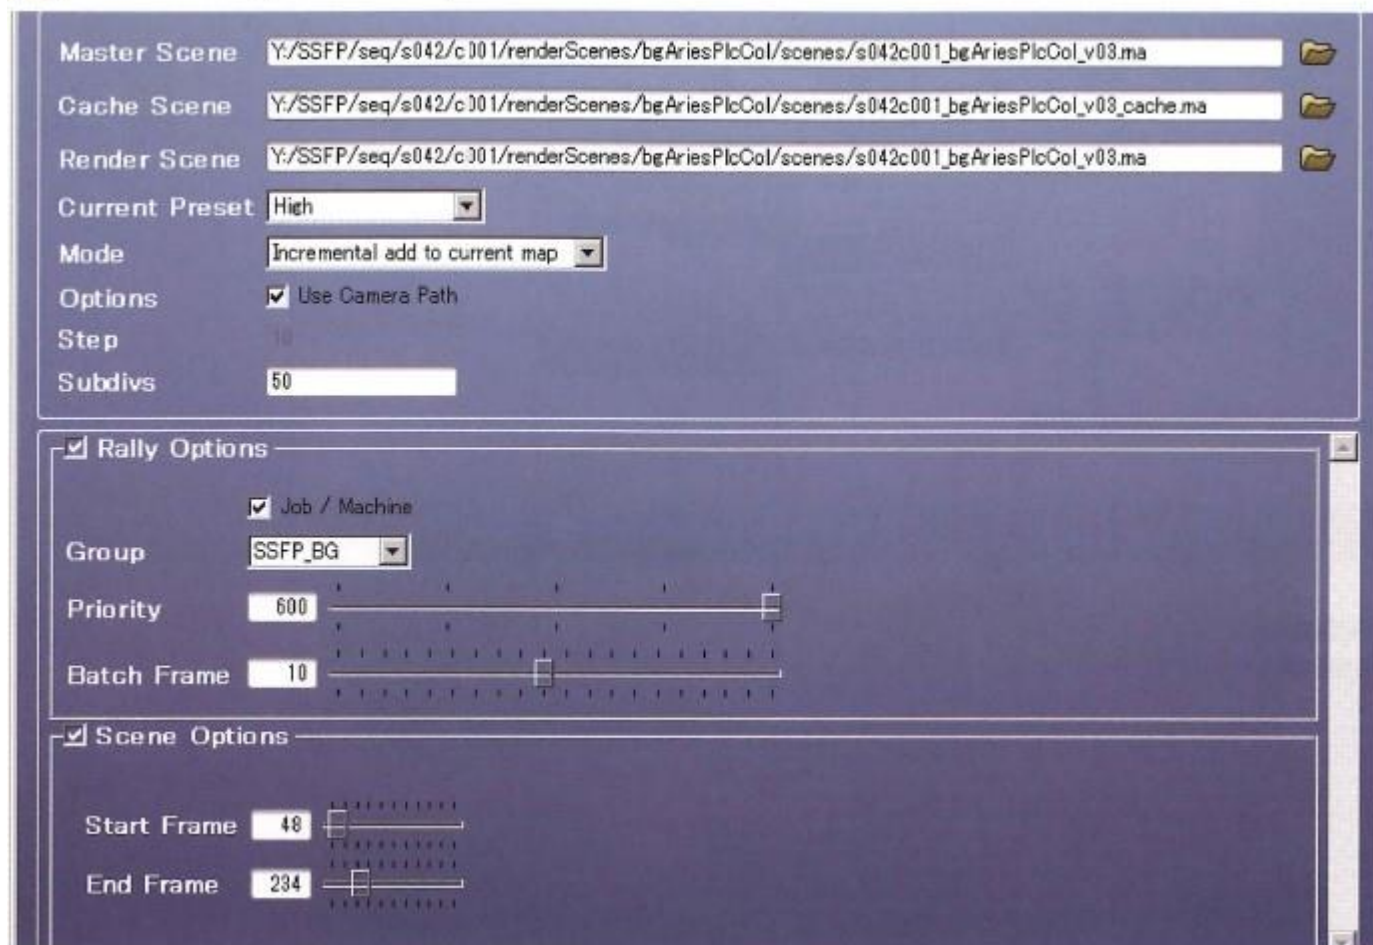 Master Scene Y:/SSFP/seq/s042/c001/renderScenes/bgAriesPlcCol/scenes/s042c001_bgAriesPlcCol_v03.ma
Cache Scene Y:/SSFP/seq/s042/c001/renderScenes/bgAriesPlcCol/scenes/s042c001_bgAriesPlcCol_v03_cache.ma
Render Scene Y:/SSFP/seq/s042/c001/renderScenes/bgAriesPlcCol/scenes/s042c001_bgAriesPlcCol_v03.ma
Current Preset High
Mode Incremental add to current map
Options Use Camera Path
Step 10
Subdivs 50
Rally Options
Job / Machine
Group SSFP_BG
Priority 600
Batch Frame 10
Scene Options
Start Frame 48
End Frame 234